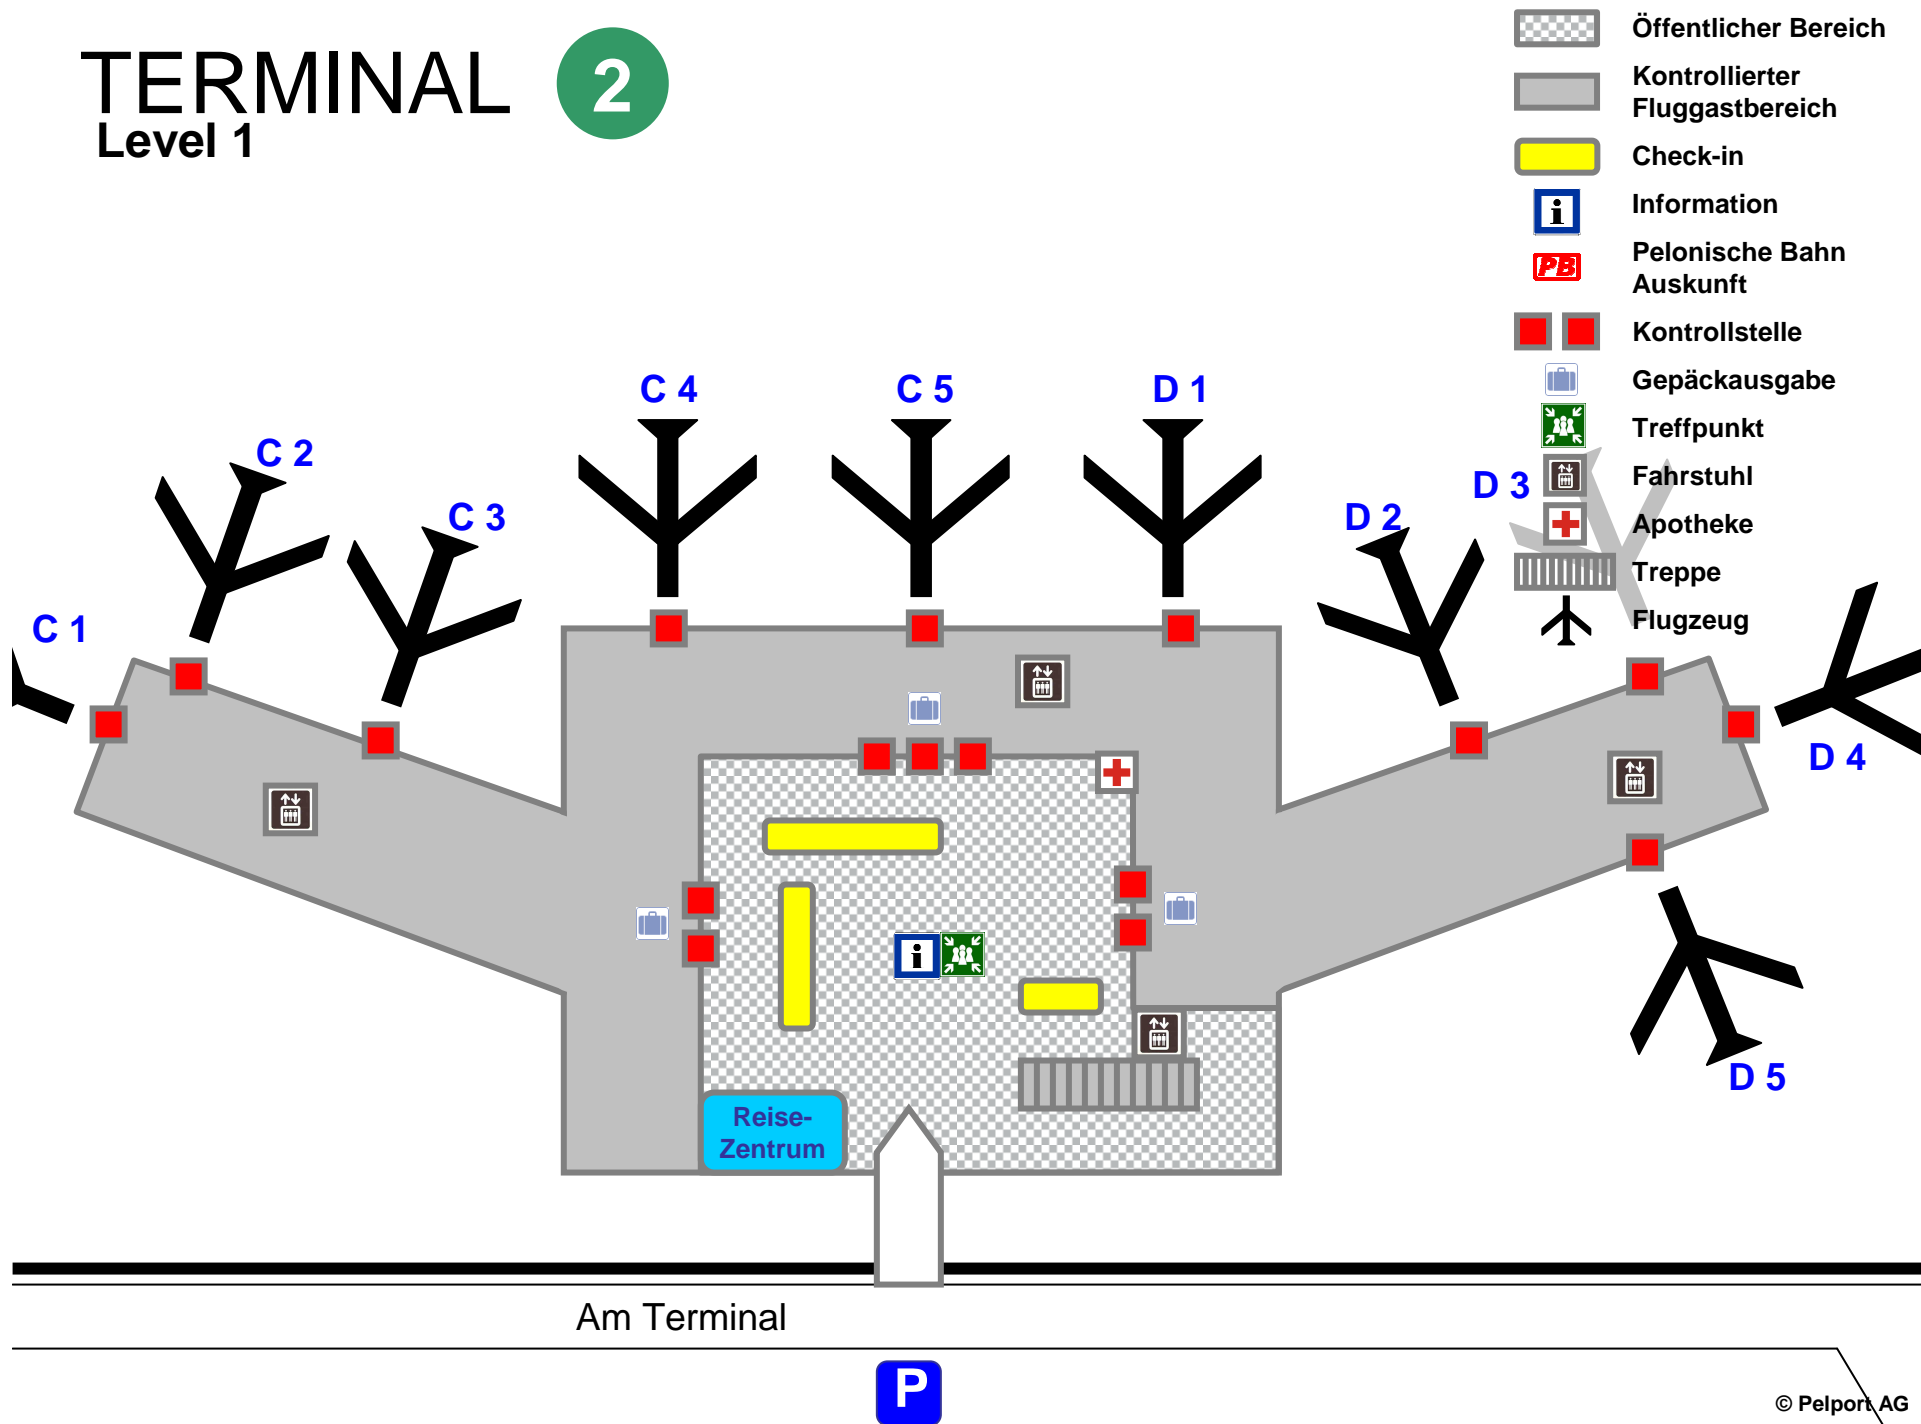 TERMINAL 2
Level 1
Öffentlicher Bereich
Kontrollierter
Fluggastbereich
Check-in
i
Information
PB
Pelonische Bahn
Auskunft
Kontrollstelle
Gepäckausgabe
Treffpunkt
Fahrstuhl
Apotheke
Treppe
Flugzeug
C 1
C 2
C 3
C 4
C 5
D 1
D 2
D 3
D 4
D 5
i
Reise-
Zentrum
Am Terminal
P
© Pelport AG